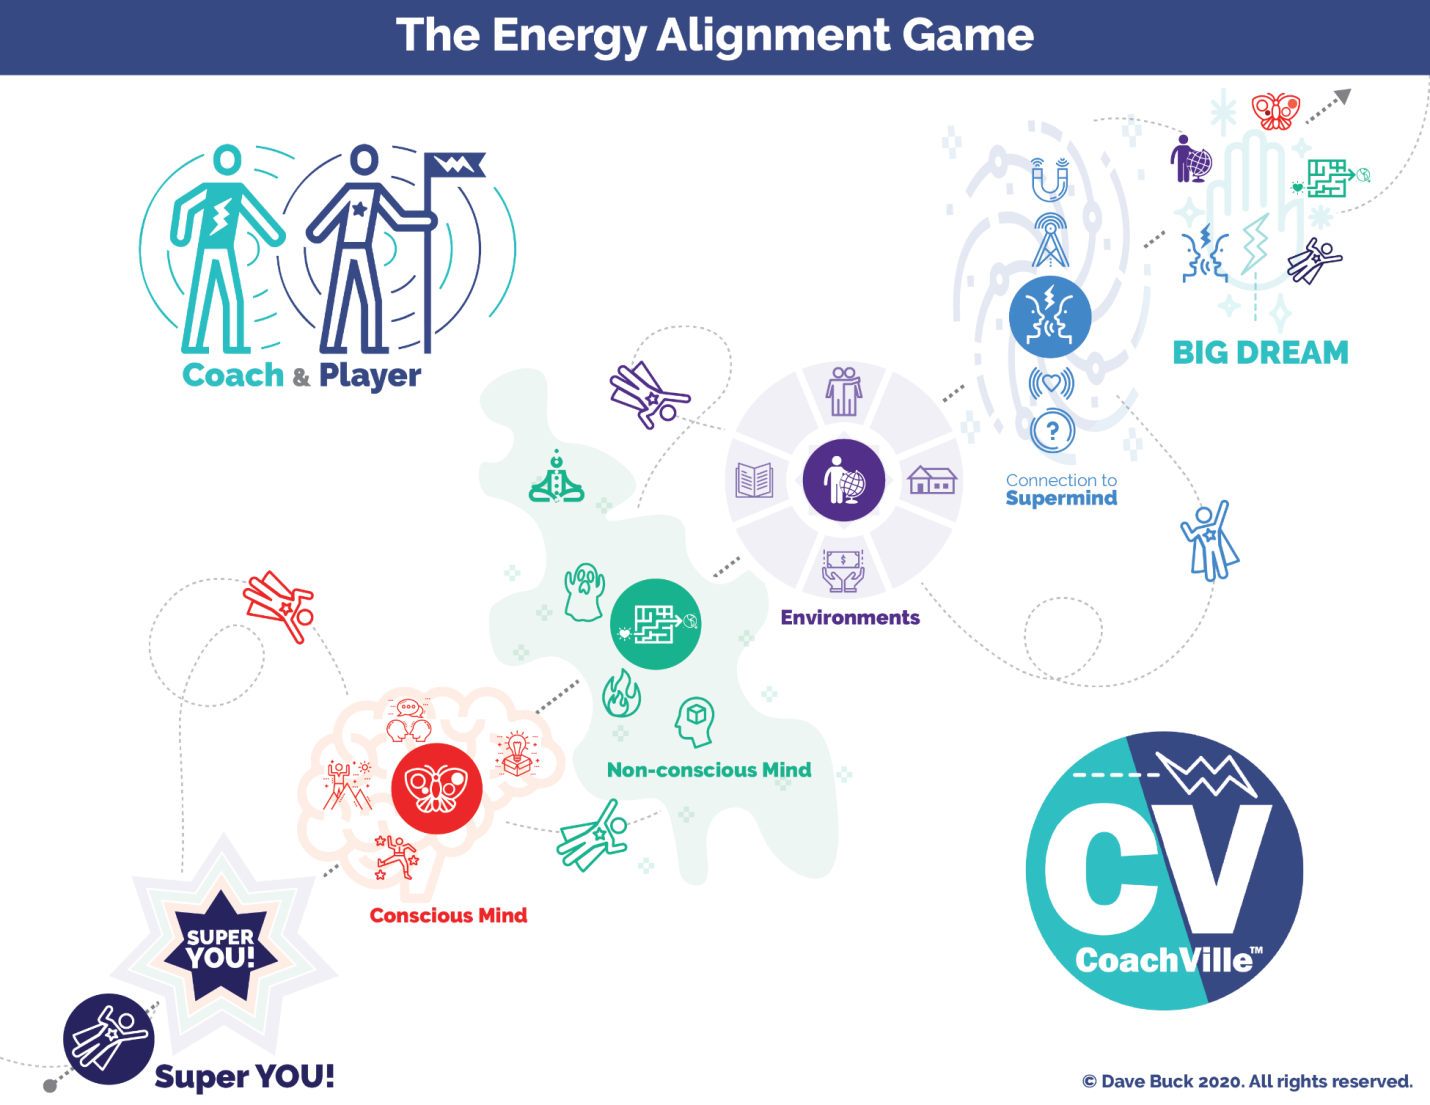 The Energy Alignment Game
Coach & Player
BIG DREAM
?
Connection to
Supermind
$
Environments
Non-conscious Mind
Conscious Mind
SUPER
YOU!
Super YOU!
CV
CoachVille™
© Dave Buck 2020. All rights reserved.